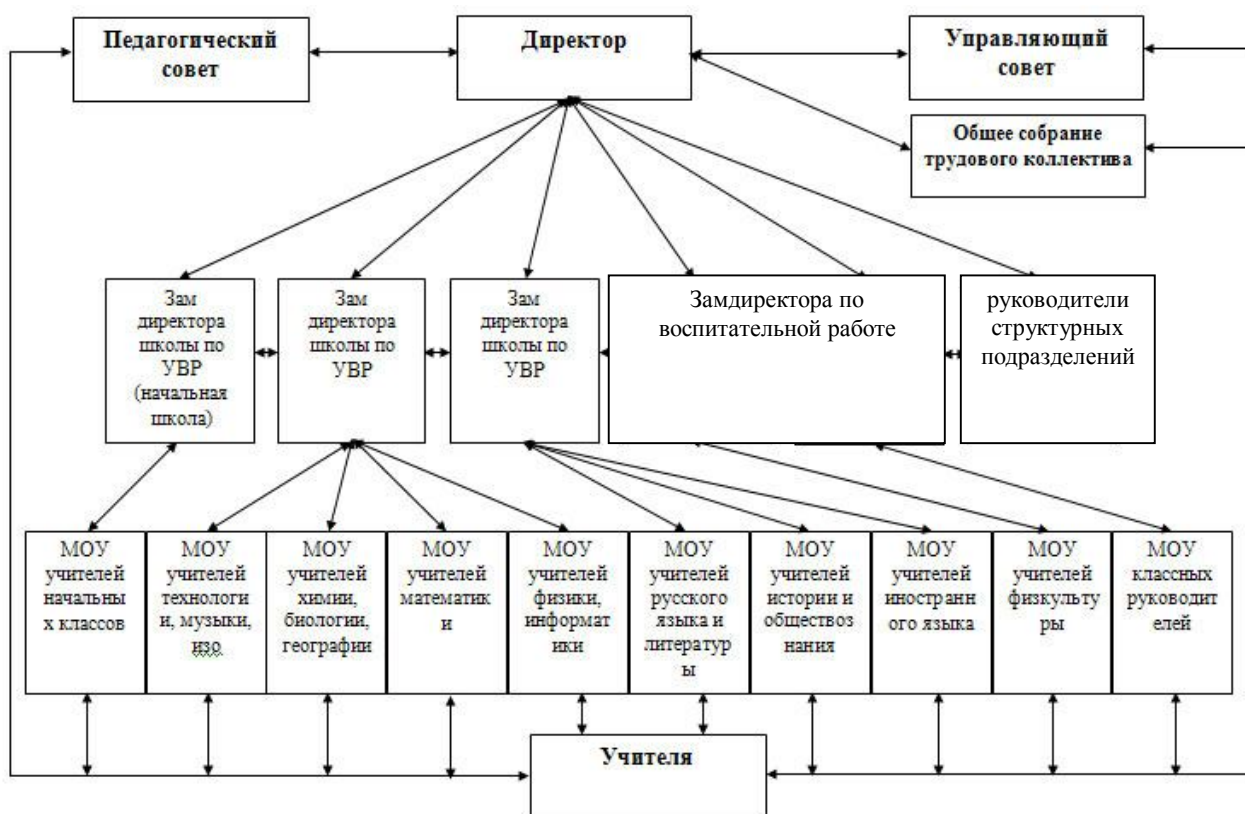 Педагогический
совет
Директор
Управляющий
совет
Общее собрание
трудового коллектива
Зам
директора
школы по
УВР
(начальная
школа)
Зам
директора
школы по
УВР
Зам
директора
школы по
УВР
Замдиректора по
воспитательной работе
руководители
структурных
подразделений
МОУ
учителей
начальны
х классов
МОУ
учителей
технологи
и, музыки,
изо
МОУ
учителей
химии,
биологии,
географии
МОУ
учителей
математик
и
МОУ
учителей
физики,
информат
ики
МОУ
учителей
русского
языка и
литератур
ы
МОУ
учителей
истории и
обществоз
нания
МОУ
учителей
иностранн
ого языка
МОУ
учителей
физкульту
ры
МОУ
классных
руководит
елей
Учителя